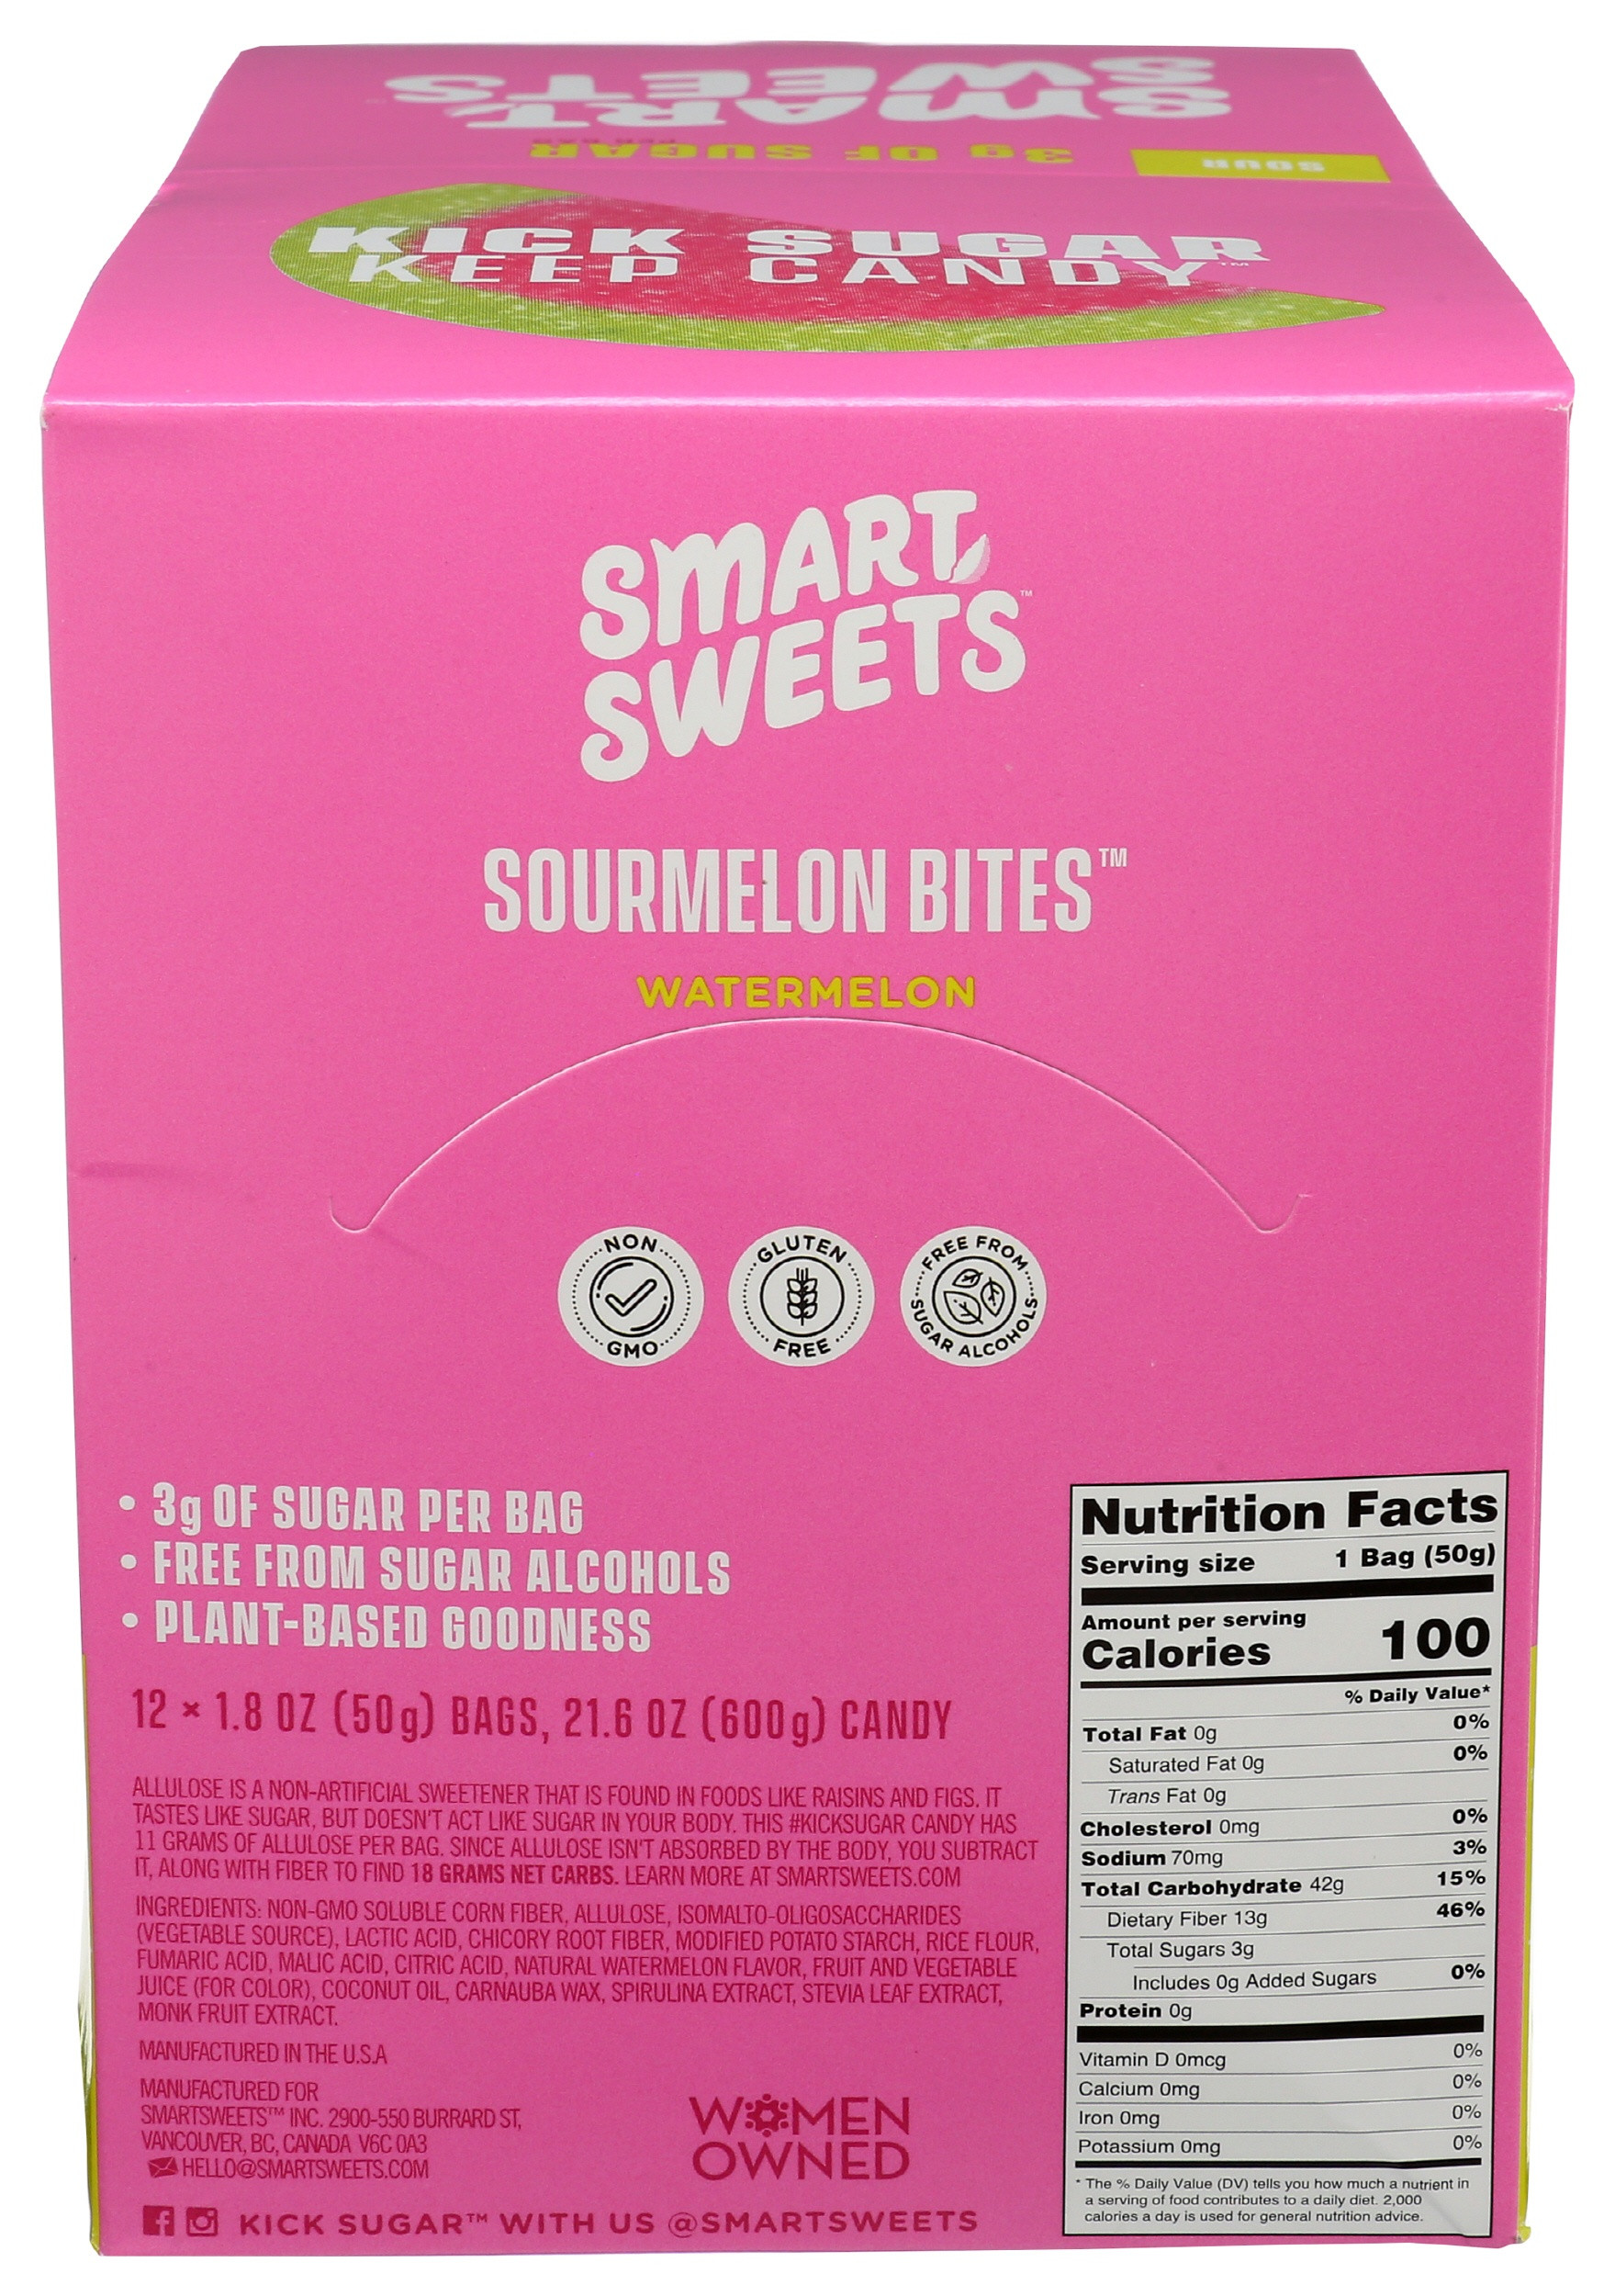 SMART
SWEETS
3g OF SUGAR
PER BAG
SOUR
KICK SUGAR
KEEP CANDY™
SMART
SWEETS™
SOURMELON BITES™
WATERMELON
NON GMO
GLUTEN FREE
FREE FROM SUGAR ALCOHOLS
• 3g OF SUGAR PER BAG
• FREE FROM SUGAR ALCOHOLS
• PLANT-BASED GOODNESS
12 × 1.8 OZ (50g) BAGS, 21.6 OZ (600g) CANDY
ALLULOSE IS A NON-ARTIFICIAL SWEETENER THAT IS FOUND IN FOODS LIKE RAISINS AND FIGS. IT
TASTES LIKE SUGAR, BUT DOESN'T ACT LIKE SUGAR IN YOUR BODY. THIS #KICKSUGAR CANDY HAS
11 GRAMS OF ALLULOSE PER BAG. SINCE ALLULOSE ISN'T ABSORBED BY THE BODY, YOU SUBTRACT
IT, ALONG WITH FIBER TO FIND 18 GRAMS NET CARBS. LEARN MORE AT SMARTSWEETS.COM
INGREDIENTS: NON-GMO SOLUBLE CORN FIBER, ALLULOSE, ISOMALTO-OLIGOSACCHARIDES
(VEGETABLE SOURCE), LACTIC ACID, CHICORY ROOT FIBER, MODIFIED POTATO STARCH, RICE FLOUR,
FUMARIC ACID, MALIC ACID, CITRIC ACID, NATURAL WATERMELON FLAVOR, FRUIT AND VEGETABLE
JUICE (FOR COLOR), COCONUT OIL, CARNAUBA WAX, SPIRULINA EXTRACT, STEVIA LEAF EXTRACT,
MONK FRUIT EXTRACT.
MANUFACTURED IN THE U.S.A
MANUFACTURED FOR
SMARTSWEETS™ INC. 2900-550 BURRARD ST,
VANCOUVER, BC, CANADA V6C 0A3
HELLO@SMARTSWEETS.COM
WOMEN
OWNED
KICK SUGAR™ WITH US @SMARTSWEETS
Nutrition Facts
Serving size 1 Bag (50g)
Amount per serving
Calories 100
% Daily Value*
Total Fat 0g 0%
Saturated Fat 0g 0%
Trans Fat 0g
Cholesterol 0mg 0%
Sodium 70mg 3%
Total Carbohydrate 42g 15%
Dietary Fiber 13g 46%
Total Sugars 3g
Includes 0g Added Sugars 0%
Protein 0g
Vitamin D 0mcg 0%
Calcium 0mg 0%
Iron 0mg 0%
Potassium 0mg 0%
* The % Daily Value (DV) tells you how much a nutrient in
a serving of food contributes to a daily diet. 2,000
calories a day is used for general nutrition advice.